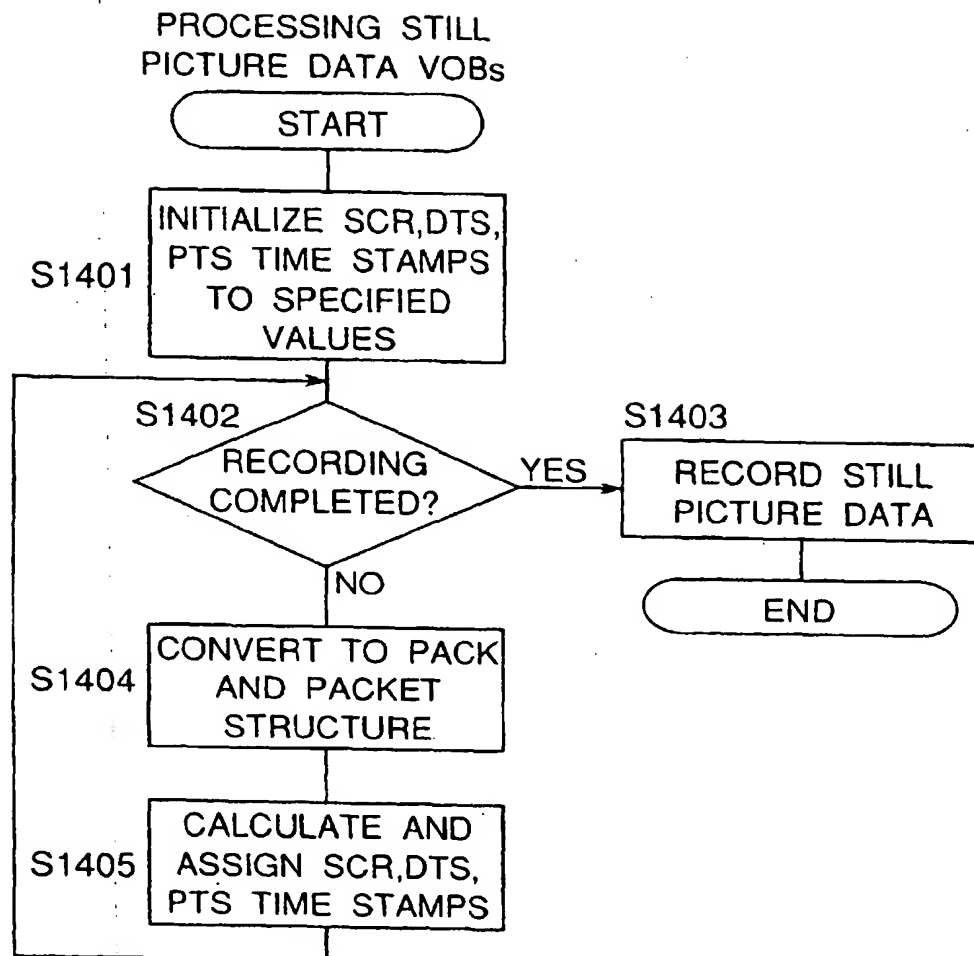 PROCESSING STILL
PICTURE DATA VOBs
START
S1401
INITIALIZE SCR,DTS,
PTS TIME STAMPS
TO SPECIFIED
VALUES
S1402
RECORDING
COMPLETED?
YES
S1403
RECORD STILL
PICTURE DATA
END
NO
S1404
CONVERT TO PACK
AND PACKET
STRUCTURE
S1405
CALCULATE AND
ASSIGN SCR,DTS,
PTS TIME STAMPS